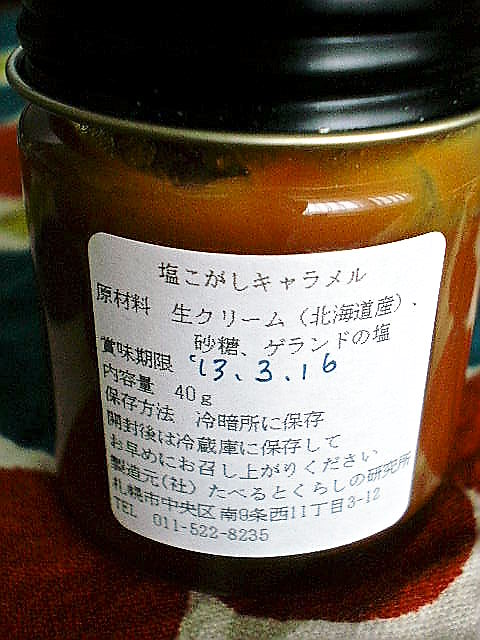 塩こがしキャラメル
原材料 生クリーム（北海道産）、
砂糖、ゲランドの塩
賞味期限 '13.3.16
内容量 40g
保存方法 冷暗所に保存
開封後は冷蔵庫に保存して
お早めにお召し上がりください
製造元(社)たべるとくらしの研究所
札幌市中央区南9条西11丁目3-12
TEL 011-522-8235